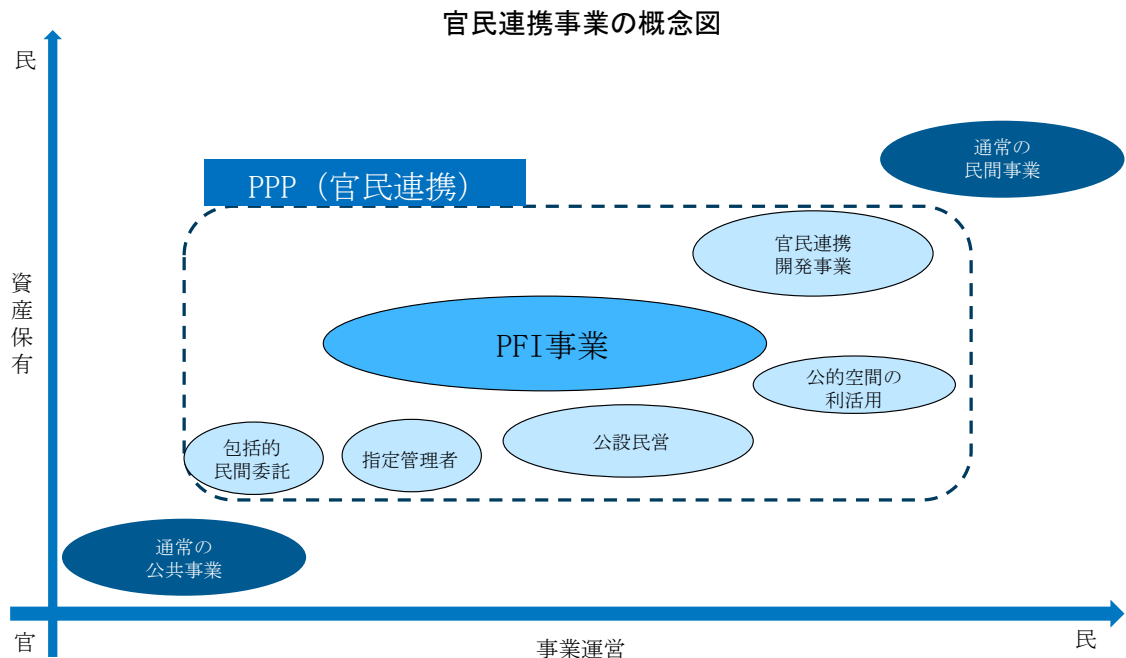 官民連携事業の概念図
民
通常の
民間事業
PPP（官民連携）
官民連携
開発事業
資
産
保
有
PFI事業
公的空間の
利活用
包括的
民間委託
指定管理者
公設民営
通常の
公共事業
官
事業運営
民